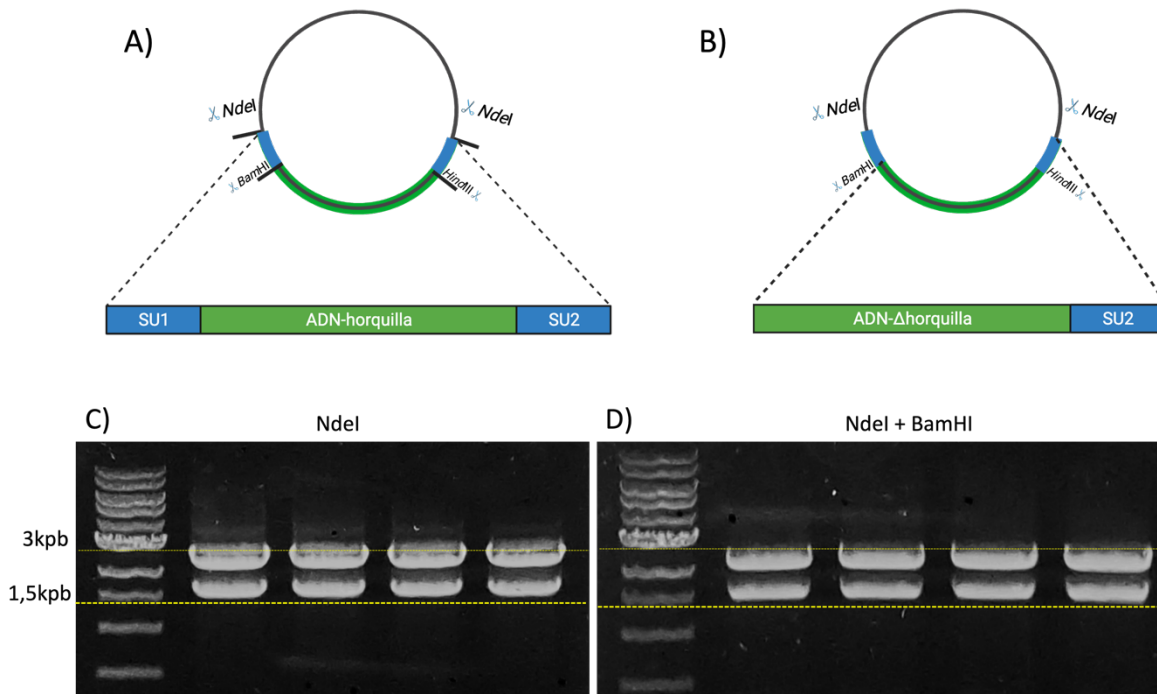 A)
NdeI
NdeI
BamHI
HindIII
SU1 ADN-horquilla SU2
B)
NdeI
NdeI
BamHI
HindIII
ADN-Δhorquilla SU2
C) NdeI
3kpb
1,5kpb
D) NdeI + BamHI